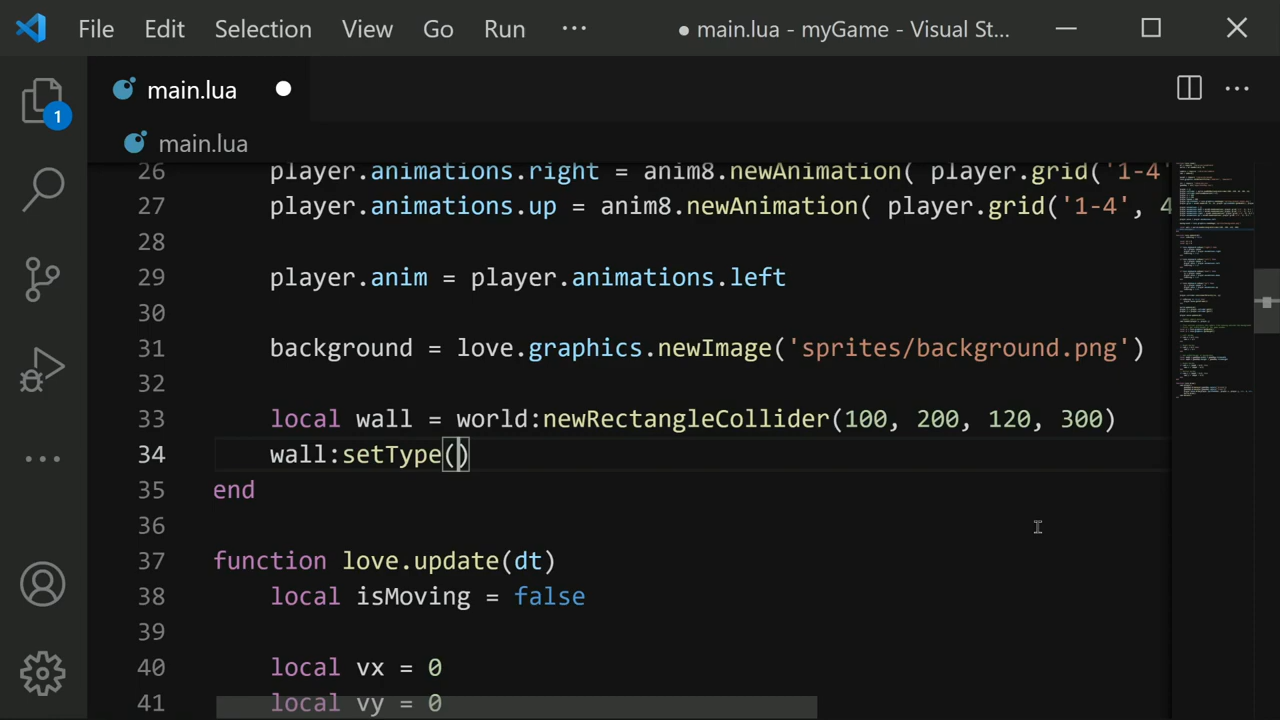 File Edit Selection View Go Run ··· ● main.lua - myGame - Visual St...
main.lua
1
main.lua
26 player.animations.right = anim8.newAnimation( player.grid('1-4'
27 player.animations.up = anim8.newAnimation( player.grid('1-4', 4
28
29 player.anim = player.animations.left
30
31 background = love.graphics.newImage('sprites/background.png')
32
33 local wall = world:newRectangleCollider(100, 200, 120, 300)
34 wall:setType()
35 end
36
37 function love.update(dt)
38 local isMoving = false
39
40 local vx = 0
41 local vy = 0